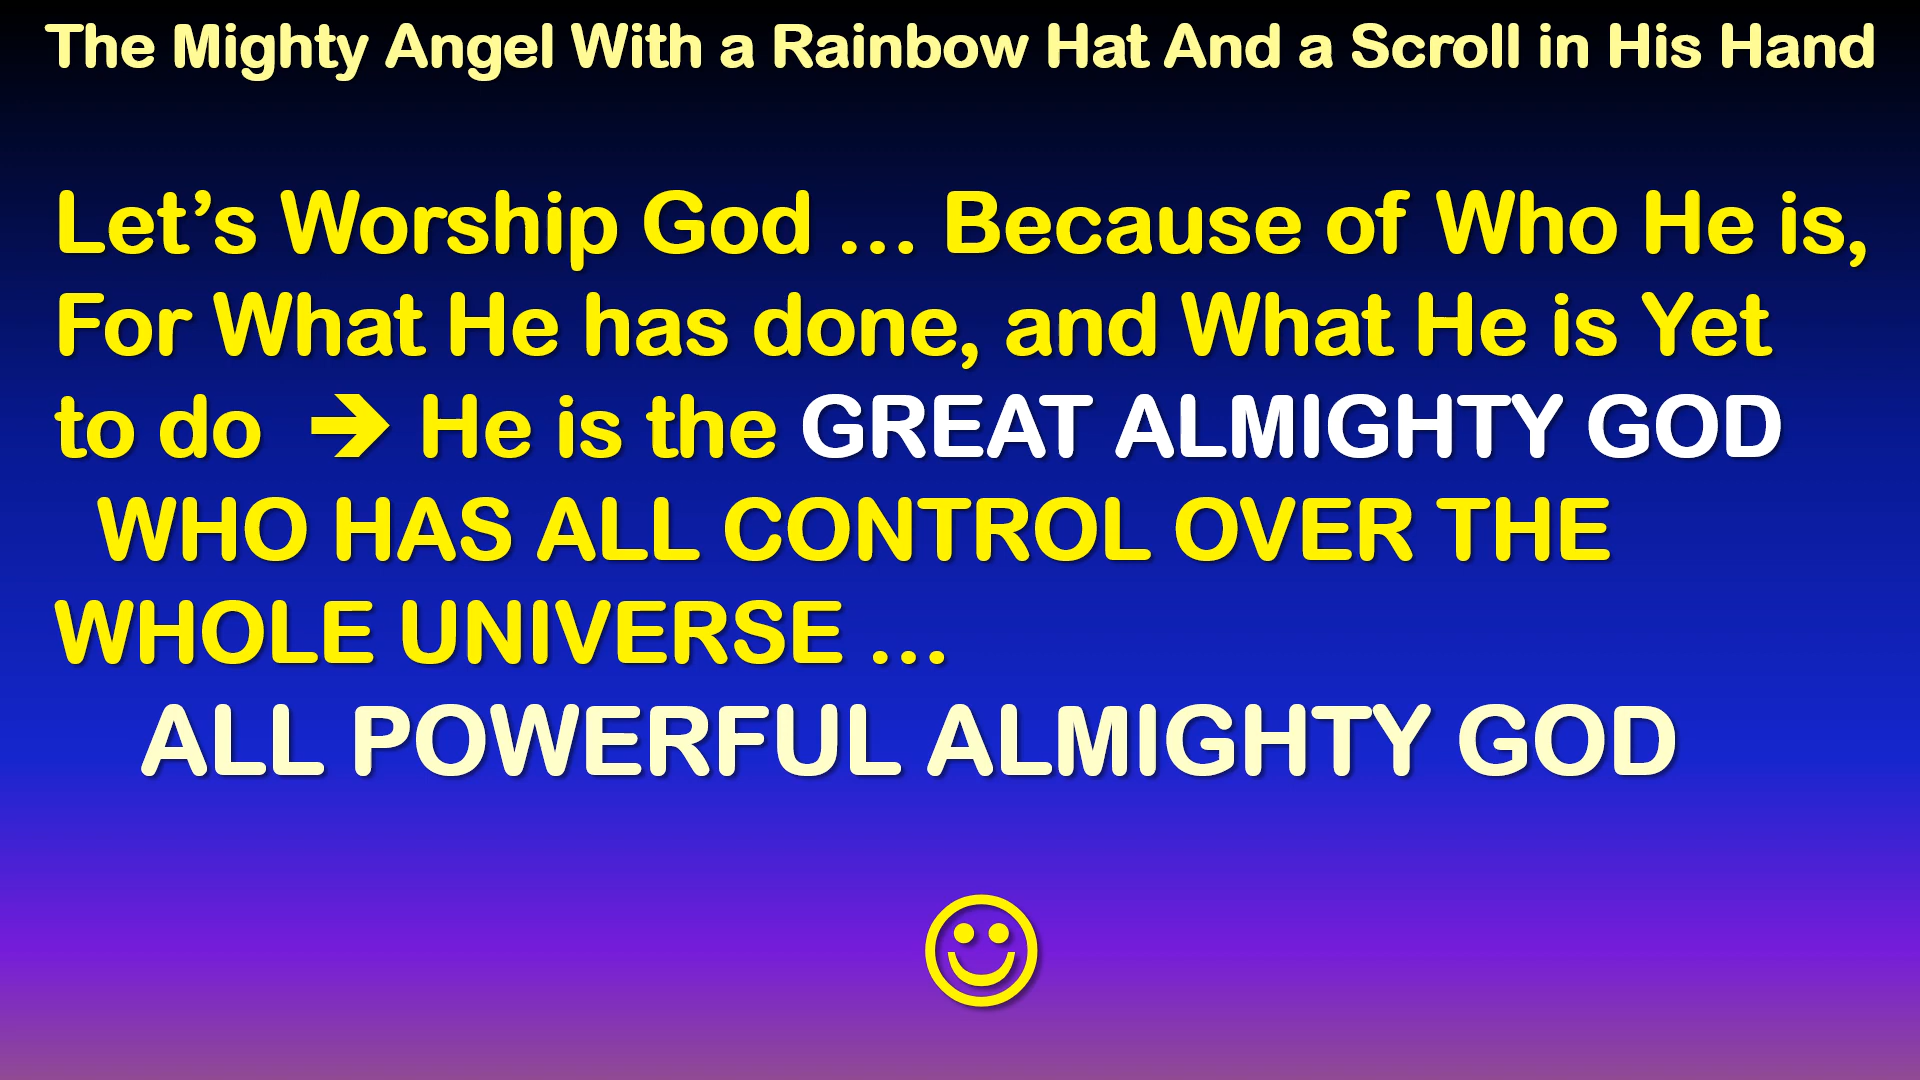 The Mighty Angel With a Rainbow Hat And a Scroll in His Hand
Let’s Worship God … Because of Who He is,
For What He has done, and What He is Yet
to do ➔ He is the GREAT ALMIGHTY GOD
WHO HAS ALL CONTROL OVER THE
WHOLE UNIVERSE …
ALL POWERFUL ALMIGHTY GOD